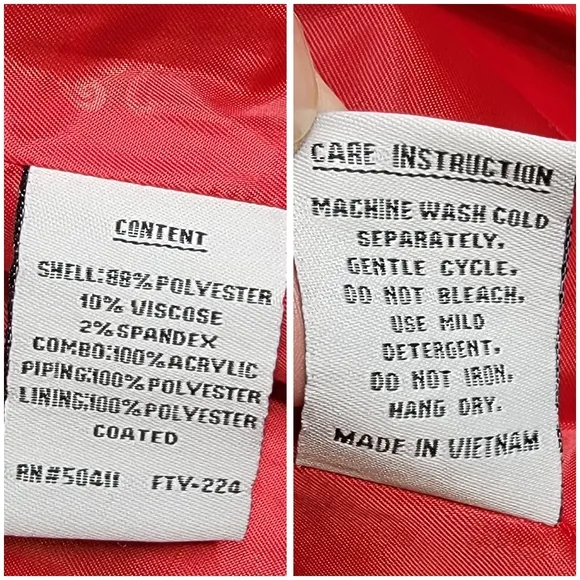 CONTENT
SHELL:88% POLYESTER
10% VISCOSE
2% SPANDEX
COMBO:100% ACRYLIC
PIPING:100% POLYESTER
LINING:100% POLYESTER
COATED
RN#50411 FTY-224
CARE INSTRUCTION
MACHINE WASH COLD
SEPARATELY.
GENTLE CYCLE.
DO NOT BLEACH.
USE MILD
DETERGENT.
DO NOT IRON.
HANG DRY.
MADE IN VIETNAM